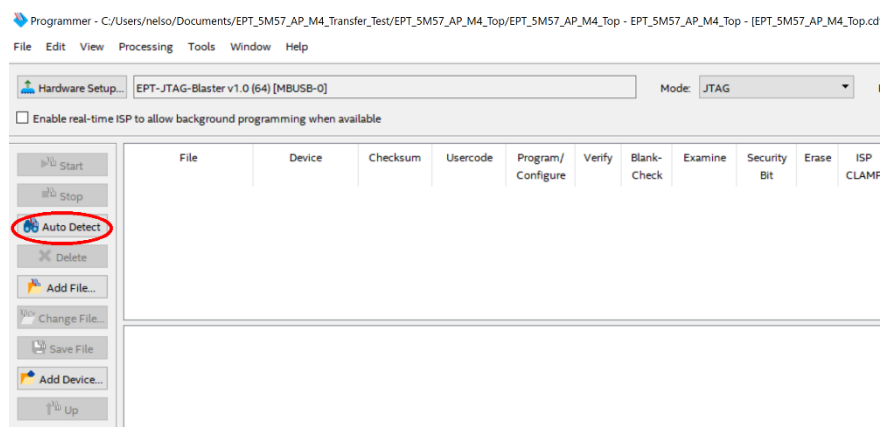 Programmer - C:/Users/nelso/Documents/EPT_5M57_AP_M4_Transfer_Test/EPT_5M57_AP_M4_Top/EPT_5M57_AP_M4_Top - EPT_5M57_AP_M4_Top - [EPT_5M57_AP_M4_Top.cd
File Edit View Processing Tools Window Help
Hardware Setup... EPT-JTAG-Blaster v1.0 (64) [MBUSB-0] Mode: JTAG
Enable real-time ISP to allow background programming when available
File Device Checksum Usercode Program/ Verify Blank- Examine Security Erase ISP
Configure Check Bit CLAMP
Start
Stop
Auto Detect
Delete
Add File...
Change File...
Save File
Add Device...
Up